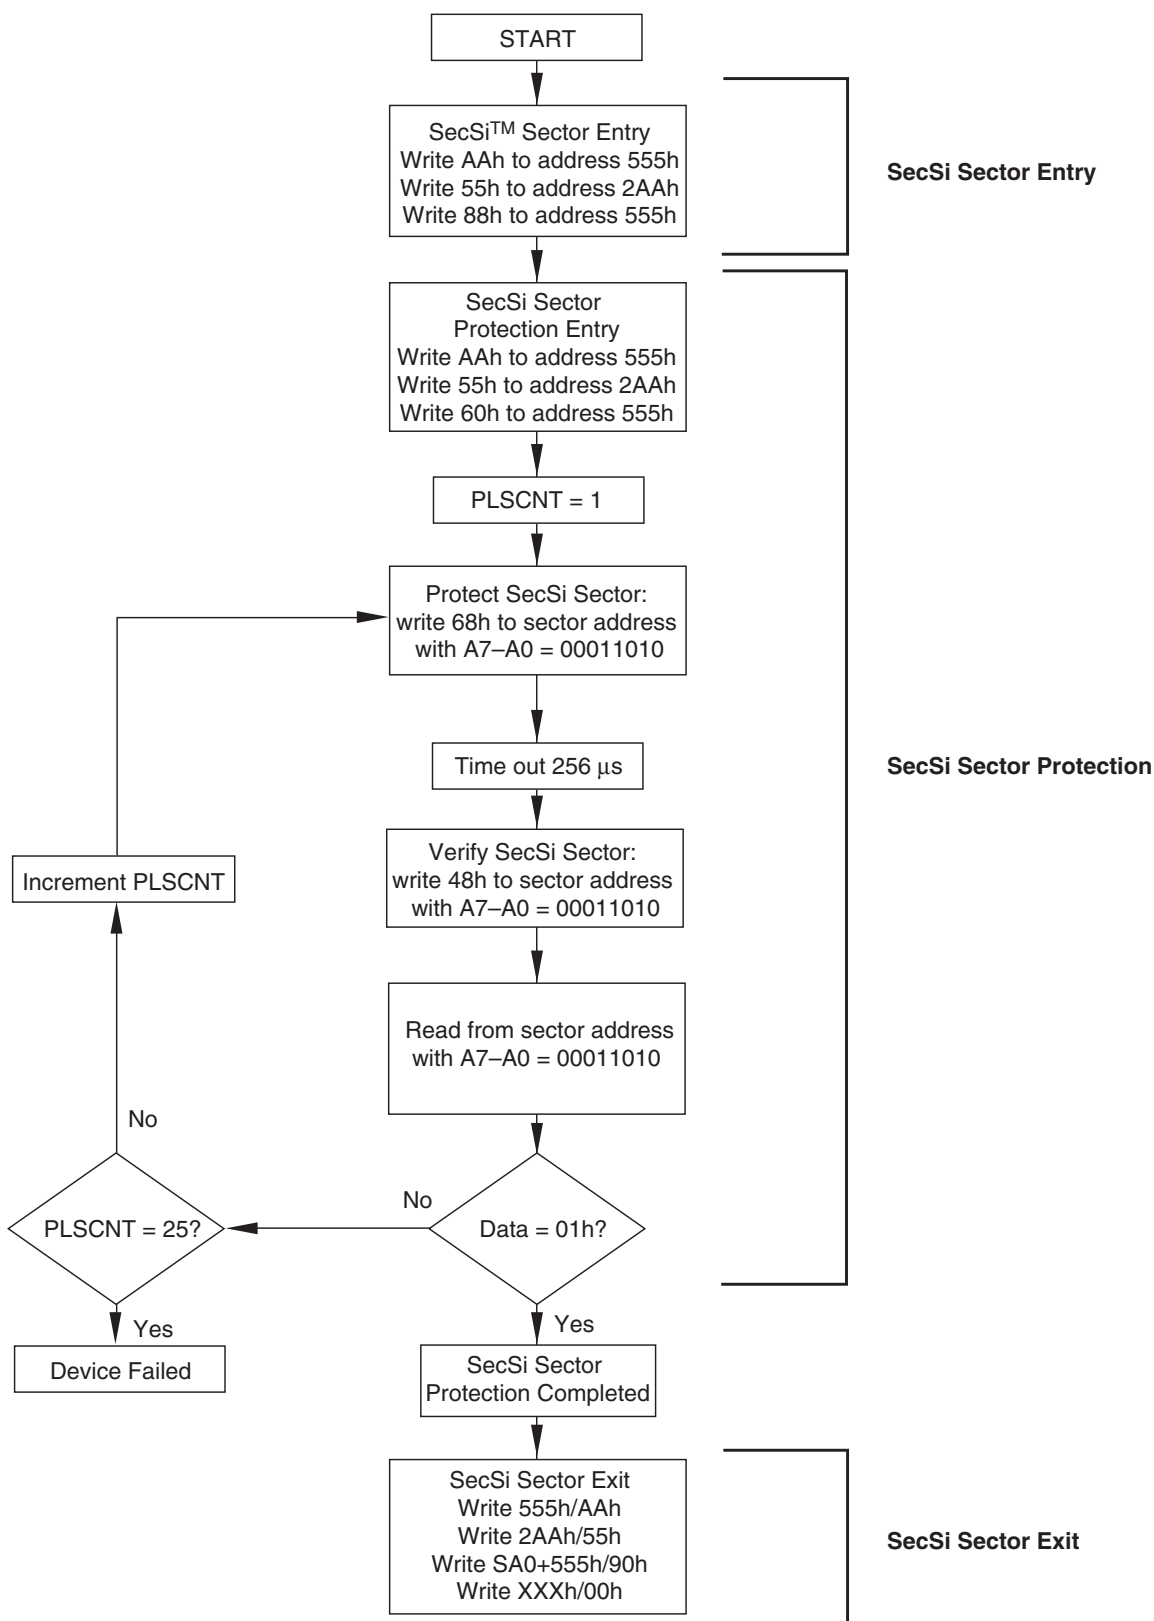 START
SecSi™ Sector Entry
Write AAh to address 555h
Write 55h to address 2AAh
Write 88h to address 555h
SecSi Sector Entry
SecSi Sector
Protection Entry
Write AAh to address 555h
Write 55h to address 2AAh
Write 60h to address 555h
PLSCNT = 1
Protect SecSi Sector:
write 68h to sector address
with A7–A0 = 00011010
Time out 256 μs
SecSi Sector Protection
Verify SecSi Sector:
write 48h to sector address
with A7–A0 = 00011010
Increment PLSCNT
Read from sector address
with A7–A0 = 00011010
No
No
PLSCNT = 25?
Data = 01h?
Yes
Yes
Device Failed
SecSi Sector
Protection Completed
SecSi Sector Exit
Write 555h/AAh
Write 2AAh/55h
Write SA0+555h/90h
Write XXXh/00h
SecSi Sector Exit